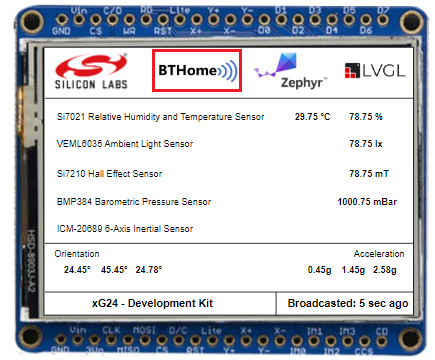 Vin C/D RD Lite Y+ Y- D1 D3 D5 D7
GND CS WR RST X+ X- D0 D2 D4 D6
SILICON LABS
BTHome
Zephyr™
LVGL
Si7021 Relative Humidity and Temperature Sensor 29.75 °C 78.75 %
VEML6035 Ambient Light Sensor 78.75 lx
Si7210 Hall Effect Sensor 78.75 mT
BMP384 Barometric Pressure Sensor 1000.75 mBar
ICM-20689 6-Axis Inertial Sensor
Orientation Acceleration
24.45° 45.45° 24.78° 0.45g 1.45g 2.58g
xG24 - Development Kit Broadcasted: 5 sec ago
HSD-8903J-A2
Vin CLK MOSI D/C Lite X+ X- IM1 IM3 CD
GND 3Vo MISO CS RST Y+ Y- IM0 IM2 CCS